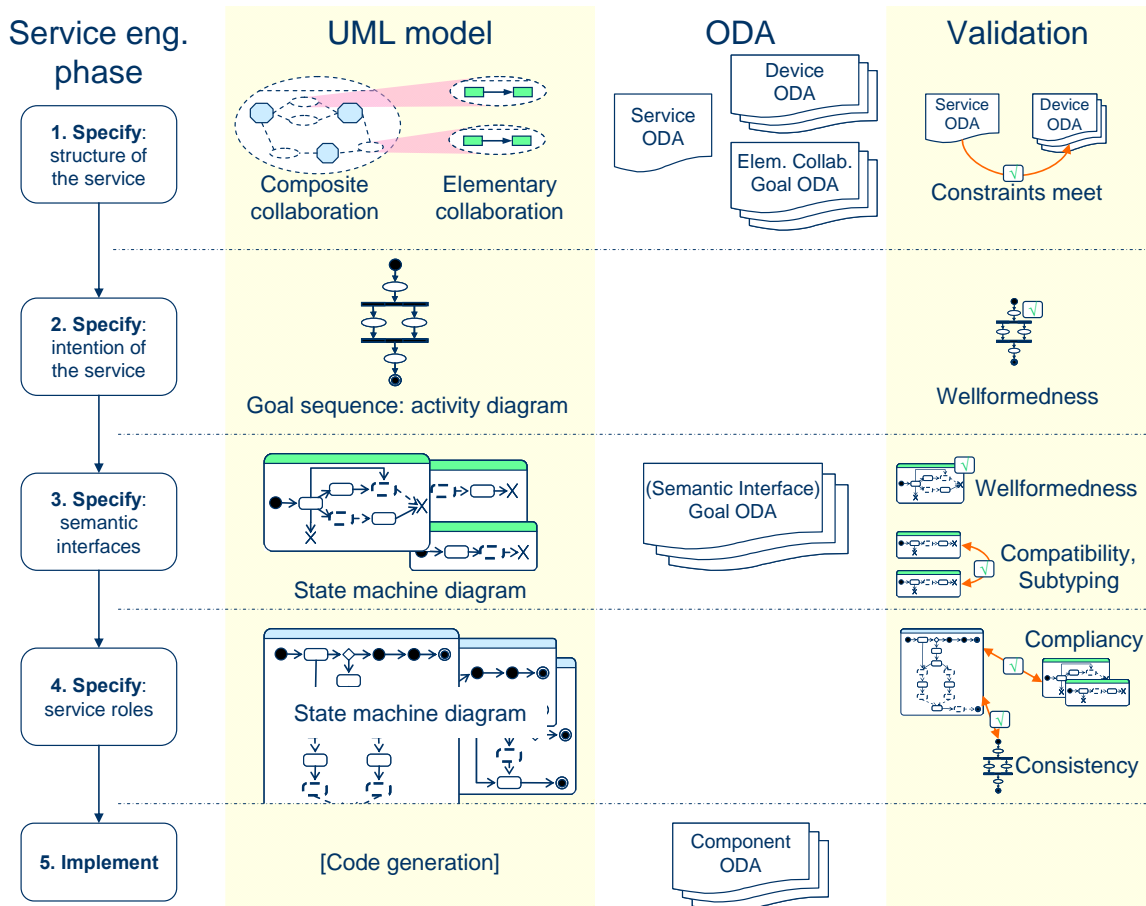 Service eng.
phase
UML model
ODA
Validation
1. Specify:
structure of
the service
Composite
collaboration
Elementary
collaboration
Service
ODA
Device
ODA
Elem. Collab.
Goal ODA
Service
ODA
Device
ODA
√
Constraints meet
2. Specify:
intention of
the service
Goal sequence: activity diagram
√
Wellformedness
3. Specify:
semantic
interfaces
State machine diagram
(Semantic Interface)
Goal ODA
√
Wellformedness
√
Compatibility,
Subtyping
4. Specify:
service roles
State machine diagram
Compliancy
√
√
Consistency
5. Implement
[Code generation]
Component
ODA